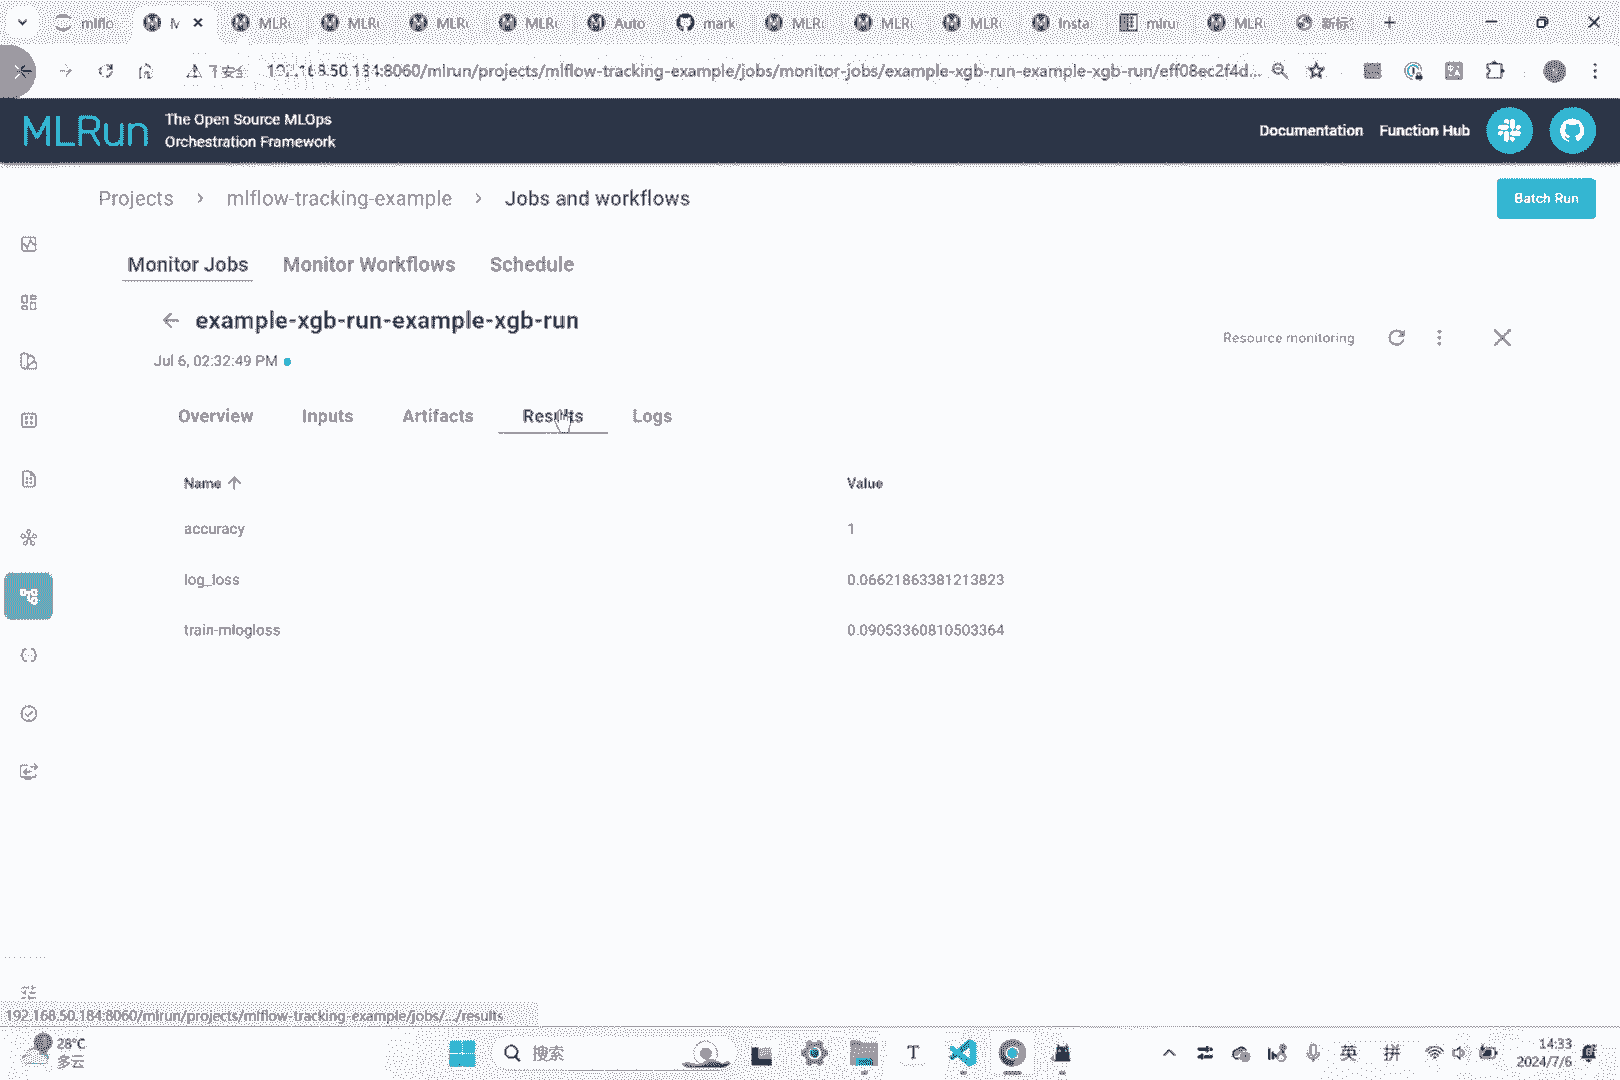 mlflo
M
MLR
MLR
MLR
MLR
Auto
mark
MLR
MLR
MLR
Insta
mlru
MLR
新标
192.168.50.184:8060/mlrun/projects/mlflow-tracking-example/jobs/monitor-jobs/example-xgb-run-example-xgb-run/eff08ec2f4d...
MLRun
The Open Source MLOps
Orchestration Framework
Documentation
Function Hub
Projects > mlflow-tracking-example > Jobs and workflows
Batch Run
Monitor Jobs
Monitor Workflows
Schedule
example-xgb-run-example-xgb-run
Jul 6, 02:32:49 PM
Resource monitoring
Overview
Inputs
Artifacts
Results
Logs
Name
Value
accuracy
1
log_loss
0.06621863381213823
train-mlogloss
0.09053360810503364
192.168.50.184:8060/mlrun/projects/mlflow-tracking-example/jobs/.../results
28°C
多云
搜索
T
英
拼
14:33
2024/7/6